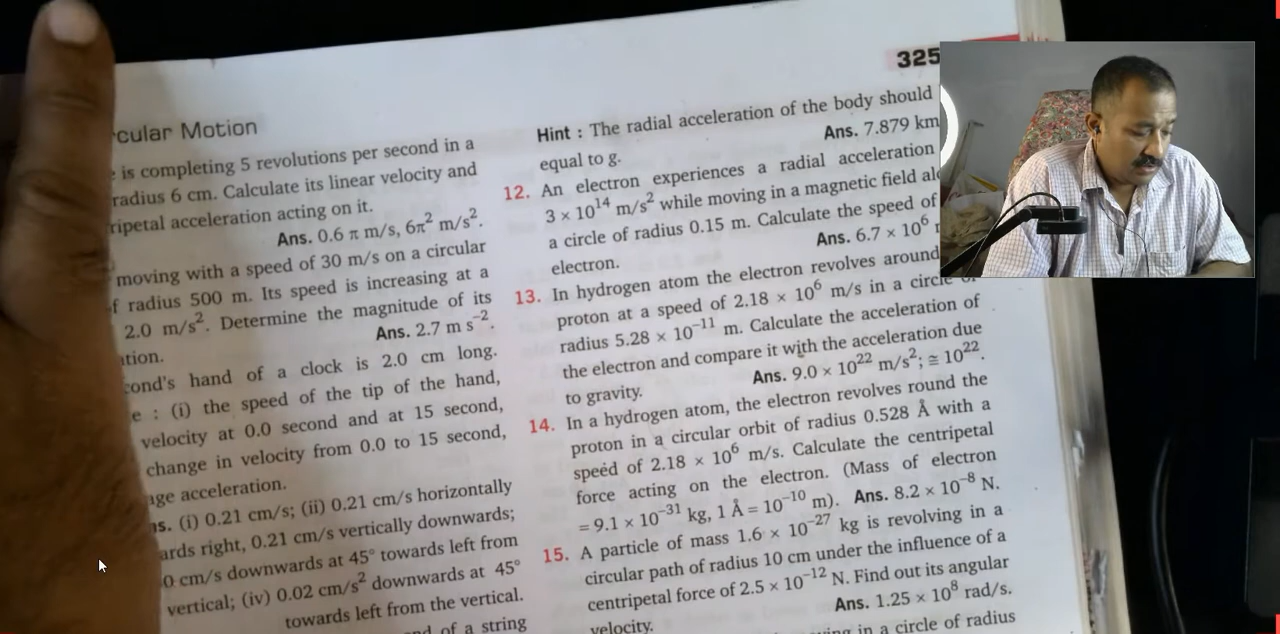 325
cular Motion
is completing 5 revolutions per second in a
radius 6 cm. Calculate its linear velocity and
ripetal acceleration acting on it.
Ans. 0.6 π m/s, 6π² m/s².
moving with a speed of 30 m/s on a circular
f radius 500 m. Its speed is increasing at a
2.0 m/s². Determine the magnitude of its
ation.
Ans. 2.7 m s⁻².
cond's hand of a clock is 2.0 cm long.
e : (i) the speed of the tip of the hand,
velocity at 0.0 second and at 15 second,
change in velocity from 0.0 to 15 second,
age acceleration.
ns. (i) 0.21 cm/s; (ii) 0.21 cm/s horizontally
ards right, 0.21 cm/s vertically downwards;
0 cm/s downwards at 45° towards left from
vertical; (iv) 0.02 cm/s² downwards at 45°
towards left from the vertical.
nd of a string
Hint : The radial acceleration of the body should
equal to g.
Ans. 7.879 km
12. An electron experiences a radial acceleration
3 × 10¹⁴ m/s² while moving in a magnetic field alo
a circle of radius 0.15 m. Calculate the speed of
electron.
Ans. 6.7 × 10⁶
13. In hydrogen atom the electron revolves around
proton at a speed of 2.18 × 10⁶ m/s in a circle of
radius 5.28 × 10⁻¹¹ m. Calculate the acceleration of
the electron and compare it with the acceleration due
to gravity.
Ans. 9.0 × 10²² m/s²; ≅ 10²².
14. In a hydrogen atom, the electron revolves round the
proton in a circular orbit of radius 0.528 Å with a
speed of 2.18 × 10⁶ m/s. Calculate the centripetal
force acting on the electron. (Mass of electron
= 9.1 × 10⁻³¹ kg, 1 Å = 10⁻¹⁰ m). Ans. 8.2 × 10⁻⁸ N.
15. A particle of mass 1.6 × 10⁻²⁷ kg is revolving in a
circular path of radius 10 cm under the influence of a
centripetal force of 2.5 × 10⁻¹² N. Find out its angular
velocity.
Ans. 1.25 × 10⁸ rad/s.
ving in a circle of radius